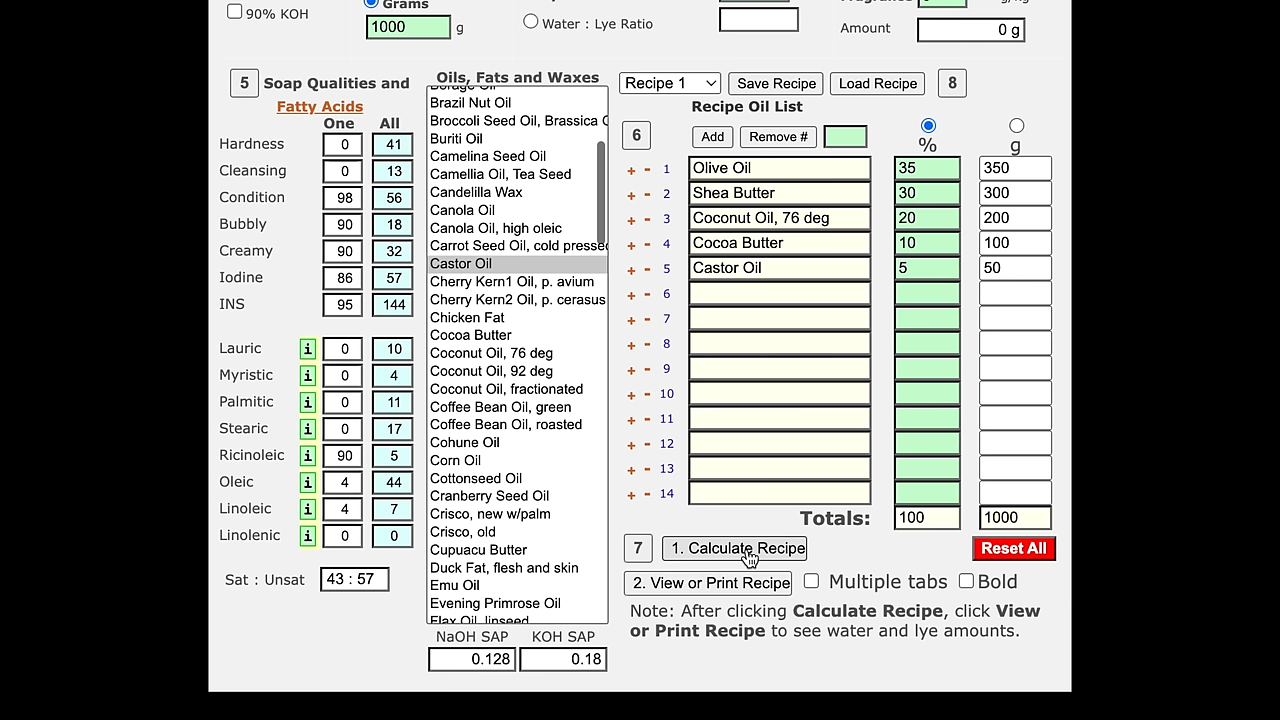 Grams
90% KOH
1000 g
Water : Lye Ratio
Amount
0 g
5 Soap Qualities and
Fatty Acids
One All
Hardness 0 41
Cleansing 0 13
Condition 98 56
Bubbly 90 18
Creamy 90 32
Iodine 86 57
INS 95 144
Lauric i 0 10
Myristic i 0 4
Palmitic i 0 11
Stearic i 0 17
Ricinoleic i 90 5
Oleic i 4 44
Linoleic i 4 7
Linolenic i 0 0
Sat : Unsat 43 : 57
Oils, Fats and Waxes
Borage Oil
Brazil Nut Oil
Broccoli Seed Oil, Brassica O
Buriti Oil
Camelina Seed Oil
Camellia Oil, Tea Seed
Candelilla Wax
Canola Oil
Canola Oil, high oleic
Carrot Seed Oil, cold pressed
Castor Oil
Cherry Kern1 Oil, p. avium
Cherry Kern2 Oil, p. cerasus
Chicken Fat
Cocoa Butter
Coconut Oil, 76 deg
Coconut Oil, 92 deg
Coconut Oil, fractionated
Coffee Bean Oil, green
Coffee Bean Oil, roasted
Cohune Oil
Corn Oil
Cottonseed Oil
Cranberry Seed Oil
Crisco, new w/palm
Crisco, old
Cupuacu Butter
Duck Fat, flesh and skin
Emu Oil
Evening Primrose Oil
Flax Oil, linseed
NaOH SAP KOH SAP
0.128 0.18
Recipe 1 Save Recipe Load Recipe 8
Recipe Oil List
6 Add Remove #
% g
+ - 1 Olive Oil 35 350
+ - 2 Shea Butter 30 300
+ - 3 Coconut Oil, 76 deg 20 200
+ - 4 Cocoa Butter 10 100
+ - 5 Castor Oil 5 50
+ - 6
+ - 7
+ - 8
+ - 9
+ - 10
+ - 11
+ - 12
+ - 13
+ - 14
Totals: 100 1000
7 1. Calculate Recipe Reset All
2. View or Print Recipe Multiple tabs Bold
Note: After clicking Calculate Recipe, click View
or Print Recipe to see water and lye amounts.